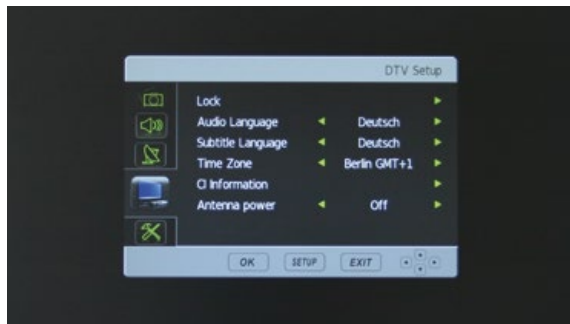 DTV Setup
Lock
Audio Language Deutsch
Subtitle Language Deutsch
Time Zone Berlin GMT+1
CI Information
Antenna power Off
OK SETUP EXIT